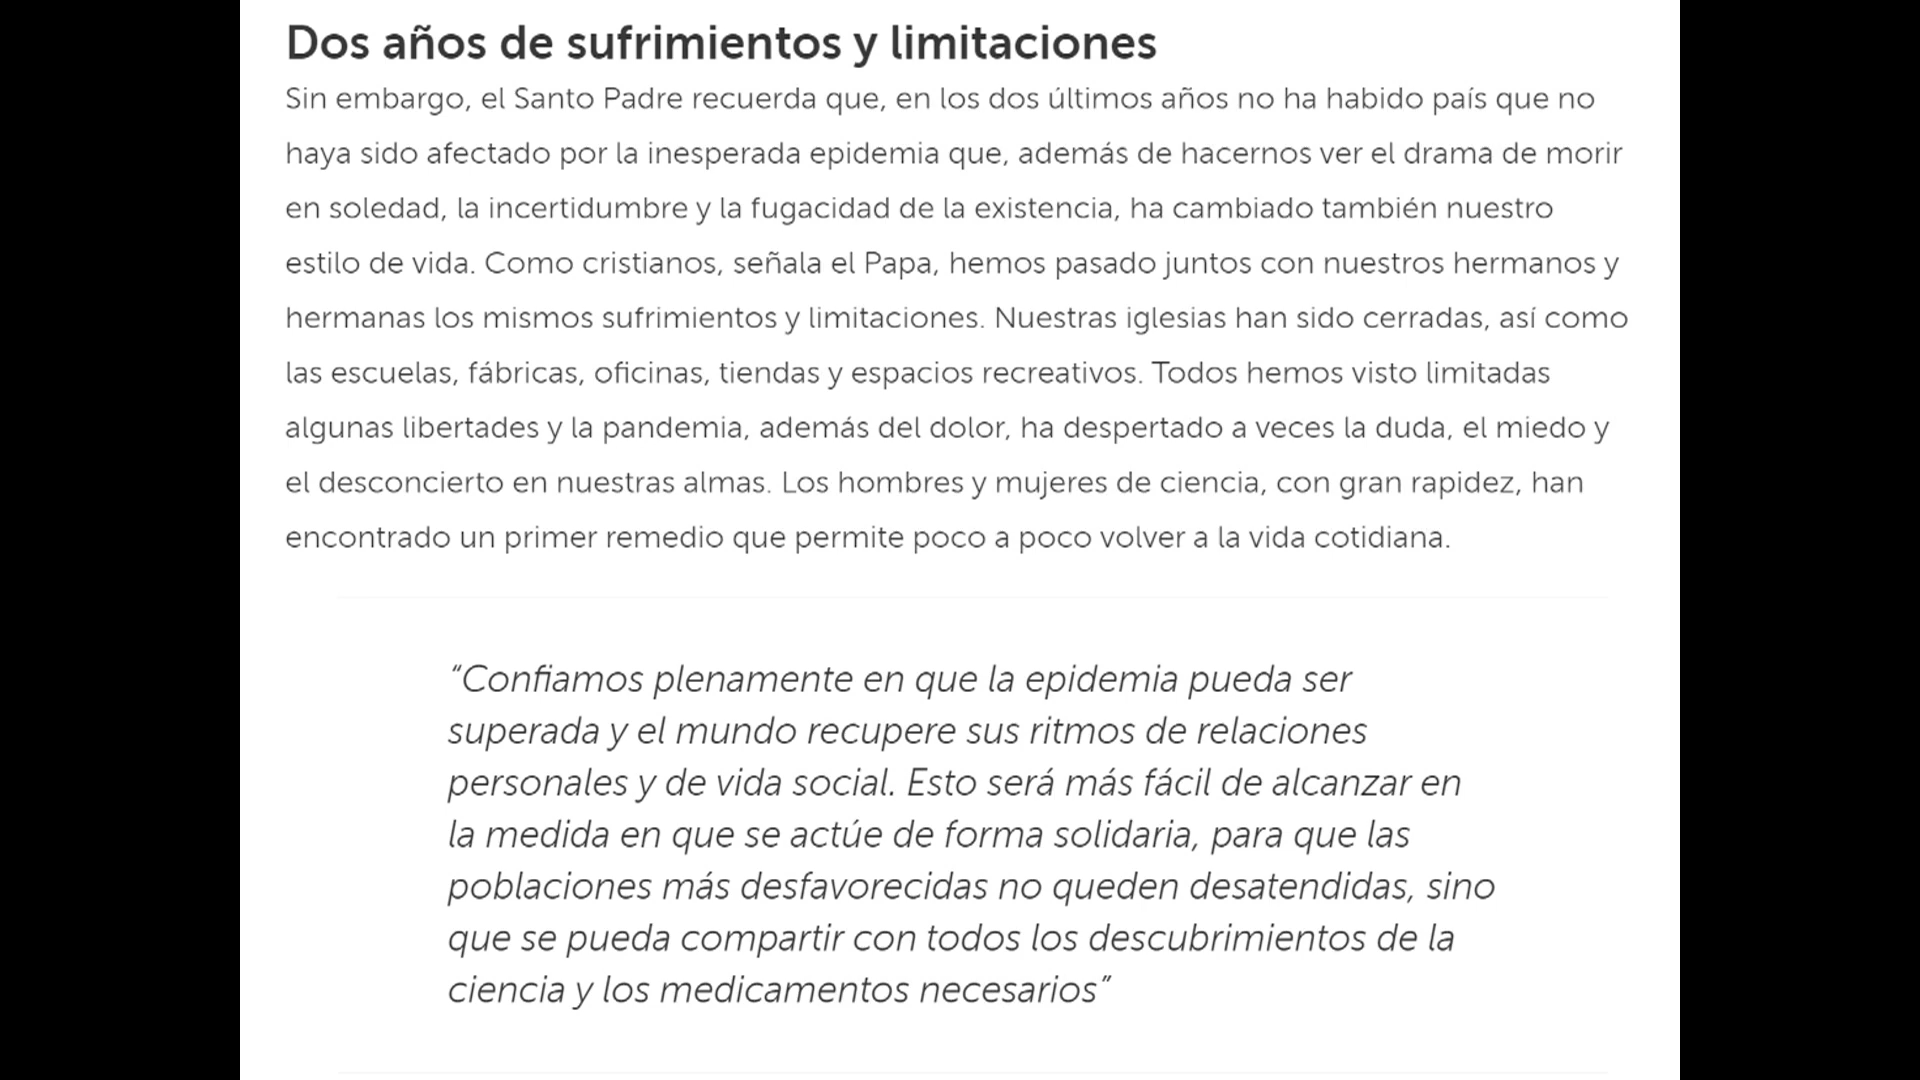 Dos años de sufrimientos y limitaciones
Sin embargo, el Santo Padre recuerda que, en los dos últimos años no ha habido país que no
haya sido afectado por la inesperada epidemia que, además de hacernos ver el drama de morir
en soledad, la incertidumbre y la fugacidad de la existencia, ha cambiado también nuestro
estilo de vida. Como cristianos, señala el Papa, hemos pasado juntos con nuestros hermanos y
hermanas los mismos sufrimientos y limitaciones. Nuestras iglesias han sido cerradas, así como
las escuelas, fábricas, oficinas, tiendas y espacios recreativos. Todos hemos visto limitadas
algunas libertades y la pandemia, además del dolor, ha despertado a veces la duda, el miedo y
el desconcierto en nuestras almas. Los hombres y mujeres de ciencia, con gran rapidez, han
encontrado un primer remedio que permite poco a poco volver a la vida cotidiana.
“Confiamos plenamente en que la epidemia pueda ser
superada y el mundo recupere sus ritmos de relaciones
personales y de vida social. Esto será más fácil de alcanzar en
la medida en que se actúe de forma solidaria, para que las
poblaciones más desfavorecidas no queden desatendidas, sino
que se pueda compartir con todos los descubrimientos de la
ciencia y los medicamentos necesarios”